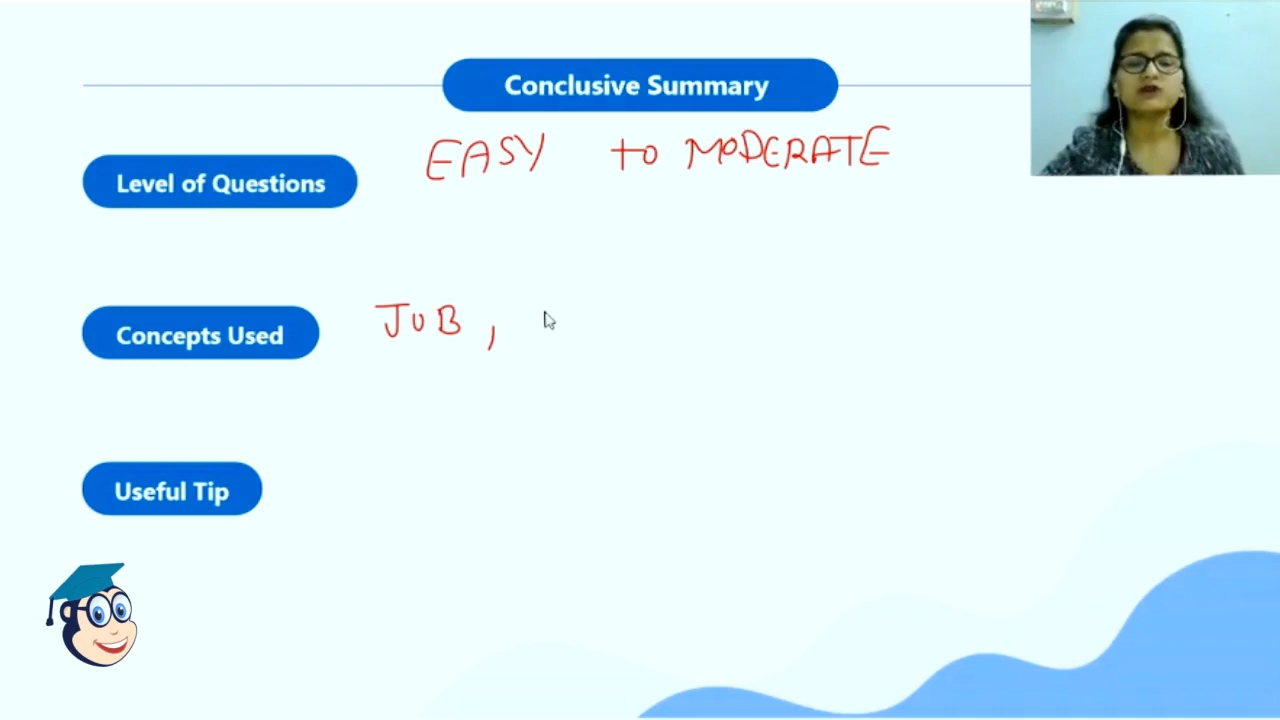 Conclusive Summary
Level of Questions EASY to MODERATE
Concepts Used JUB ,
Useful Tip